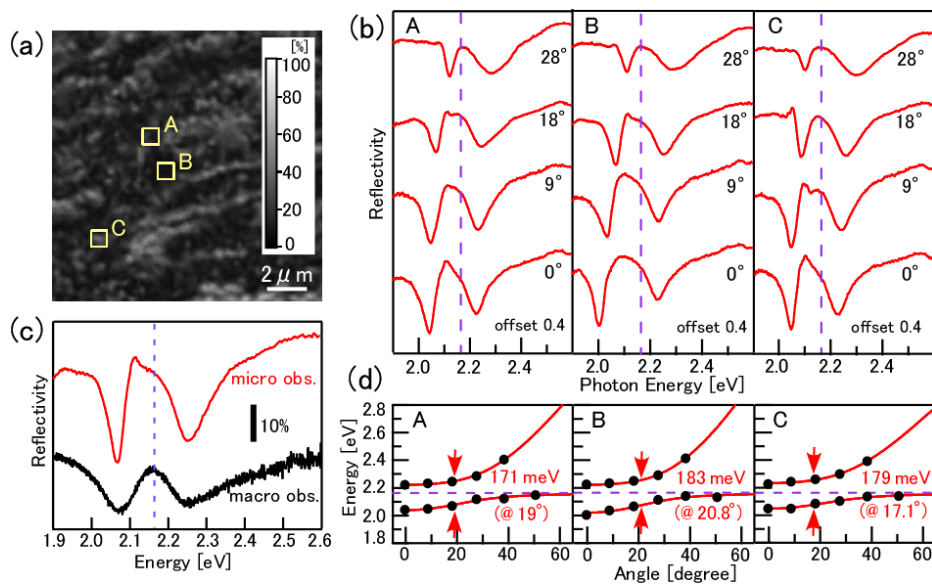 (a)
[%]
100%
80%
60%
40%
20%
0
A
B
C
2 μm
(b)
A
B
C
28°
28°
28°
18°
18°
18°
9°
9°
9°
0°
0°
0°
offset 0.4
offset 0.4
offset 0.4
Reflectivity
2.0 2.2 2.4
2.0 2.2 2.4
2.0 2.2 2.4
Photon Energy [eV]
(c)
micro obs.
10%
macro obs.
Reflectivity
1.9 2.0 2.1 2.2 2.3 2.4 2.5 2.6
Energy [eV]
(d)
A
B
C
2.8
2.6
2.4
2.2
2.0
1.8
Energy [eV]
171 meV
(@ 19°)
183 meV
(@ 20.8°)
179 meV
(@ 17.1°)
0 20 40 60
0 20 40 60
0 20 40 60
Angle [degree]